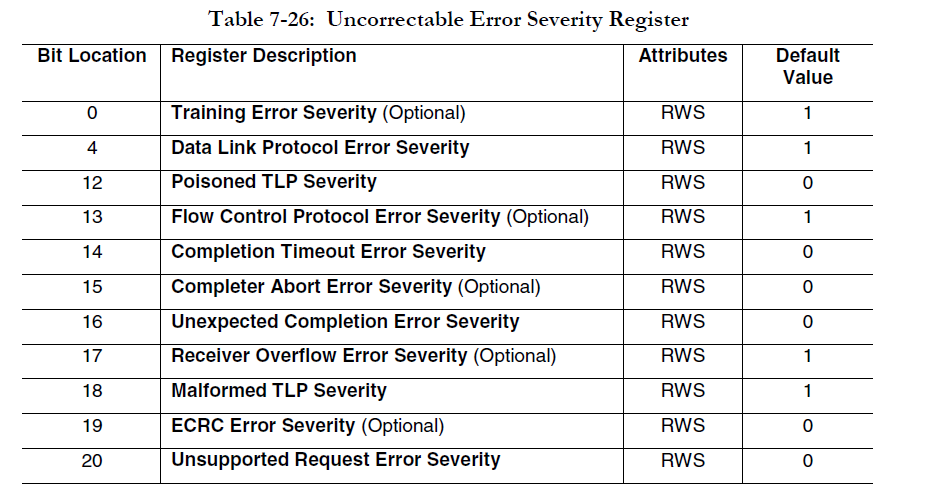 Table 7-26: Uncorrectable Error Severity Register
Bit Location Register Description Attributes Default Value
0 Training Error Severity (Optional) RWS 1
4 Data Link Protocol Error Severity RWS 1
12 Poisoned TLP Severity RWS 0
13 Flow Control Protocol Error Severity (Optional) RWS 1
14 Completion Timeout Error Severity RWS 0
15 Completer Abort Error Severity (Optional) RWS 0
16 Unexpected Completion Error Severity RWS 0
17 Receiver Overflow Error Severity (Optional) RWS 1
18 Malformed TLP Severity RWS 1
19 ECRC Error Severity (Optional) RWS 0
20 Unsupported Request Error Severity RWS 0